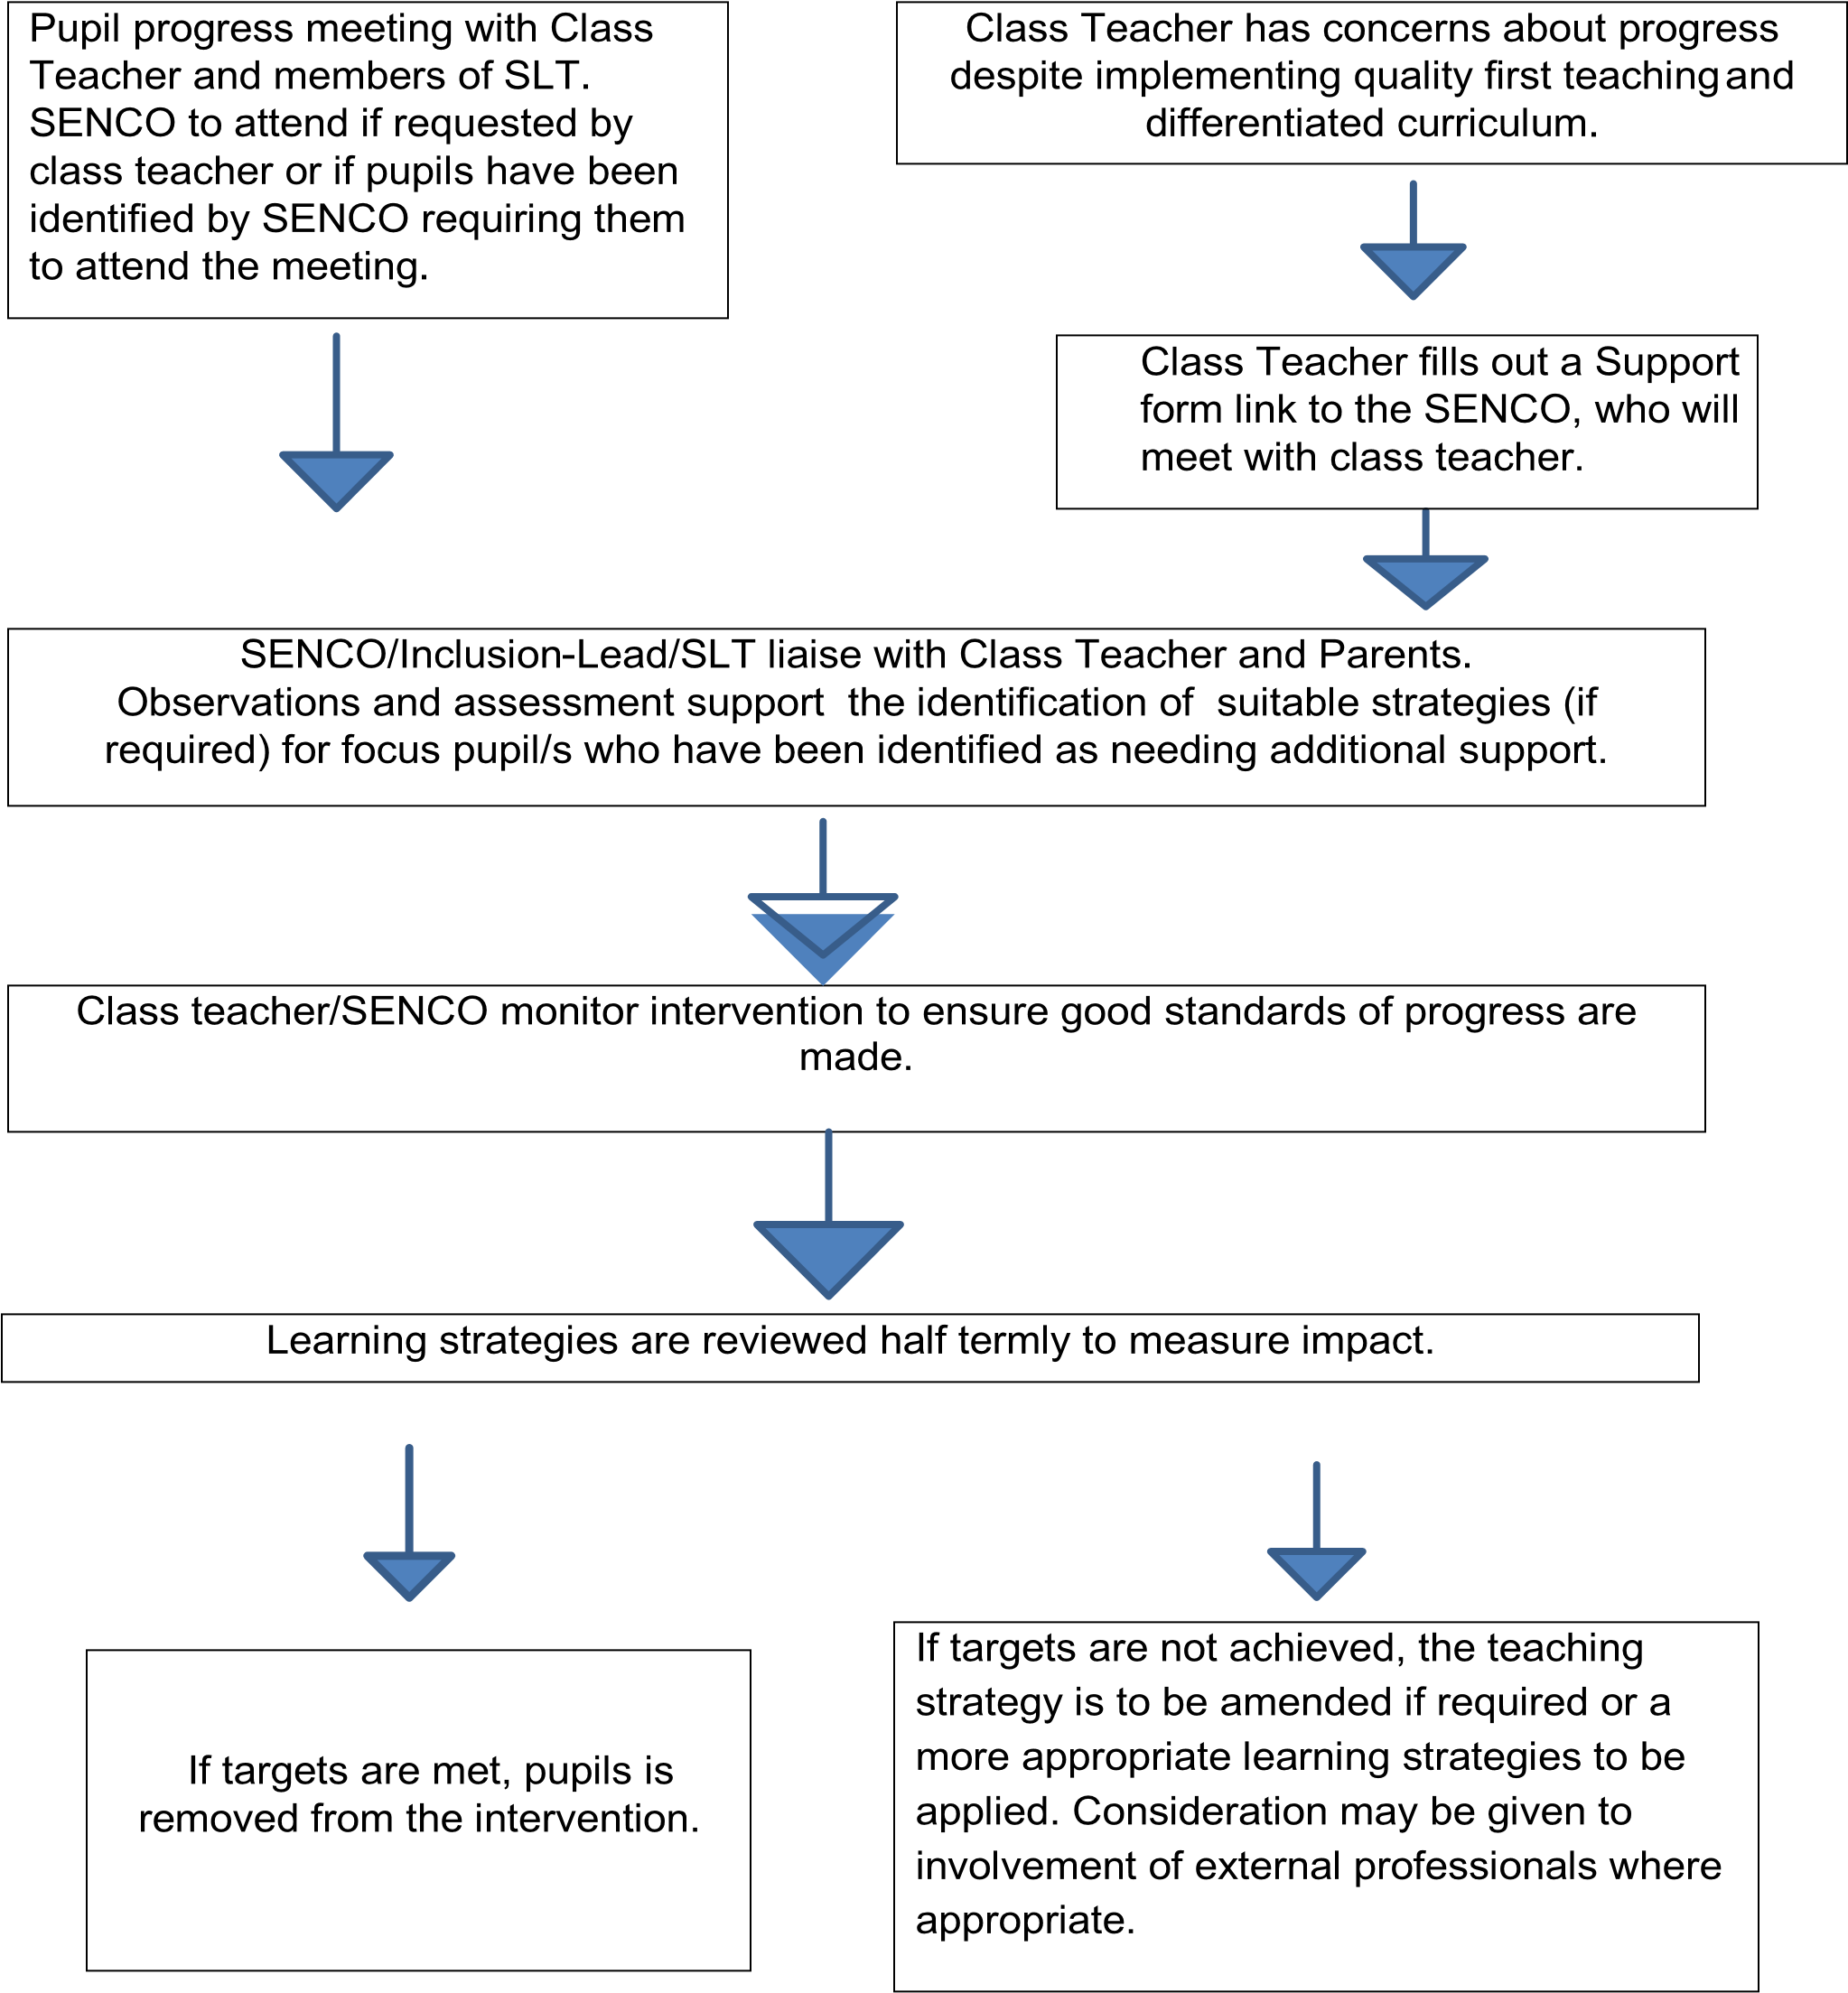 Pupil progress meeting with Class
Teacher and members of SLT.
SENCO to attend if requested by
class teacher or if pupils have been
identified by SENCO requiring them
to attend the meeting.
Class Teacher has concerns about progress
despite implementing quality first teaching and
differentiated curriculum.
Class Teacher fills out a Support
form link to the SENCO, who will
meet with class teacher.
SENCO/Inclusion-Lead/SLT liaise with Class Teacher and Parents.
Observations and assessment support the identification of suitable strategies (if
required) for focus pupil/s who have been identified as needing additional support.
Class teacher/SENCO monitor intervention to ensure good standards of progress are
made.
Learning strategies are reviewed half termly to measure impact.
If targets are met, pupils is
removed from the intervention.
If targets are not achieved, the teaching
strategy is to be amended if required or a
more appropriate learning strategies to be
applied. Consideration may be given to
involvement of external professionals where
appropriate.